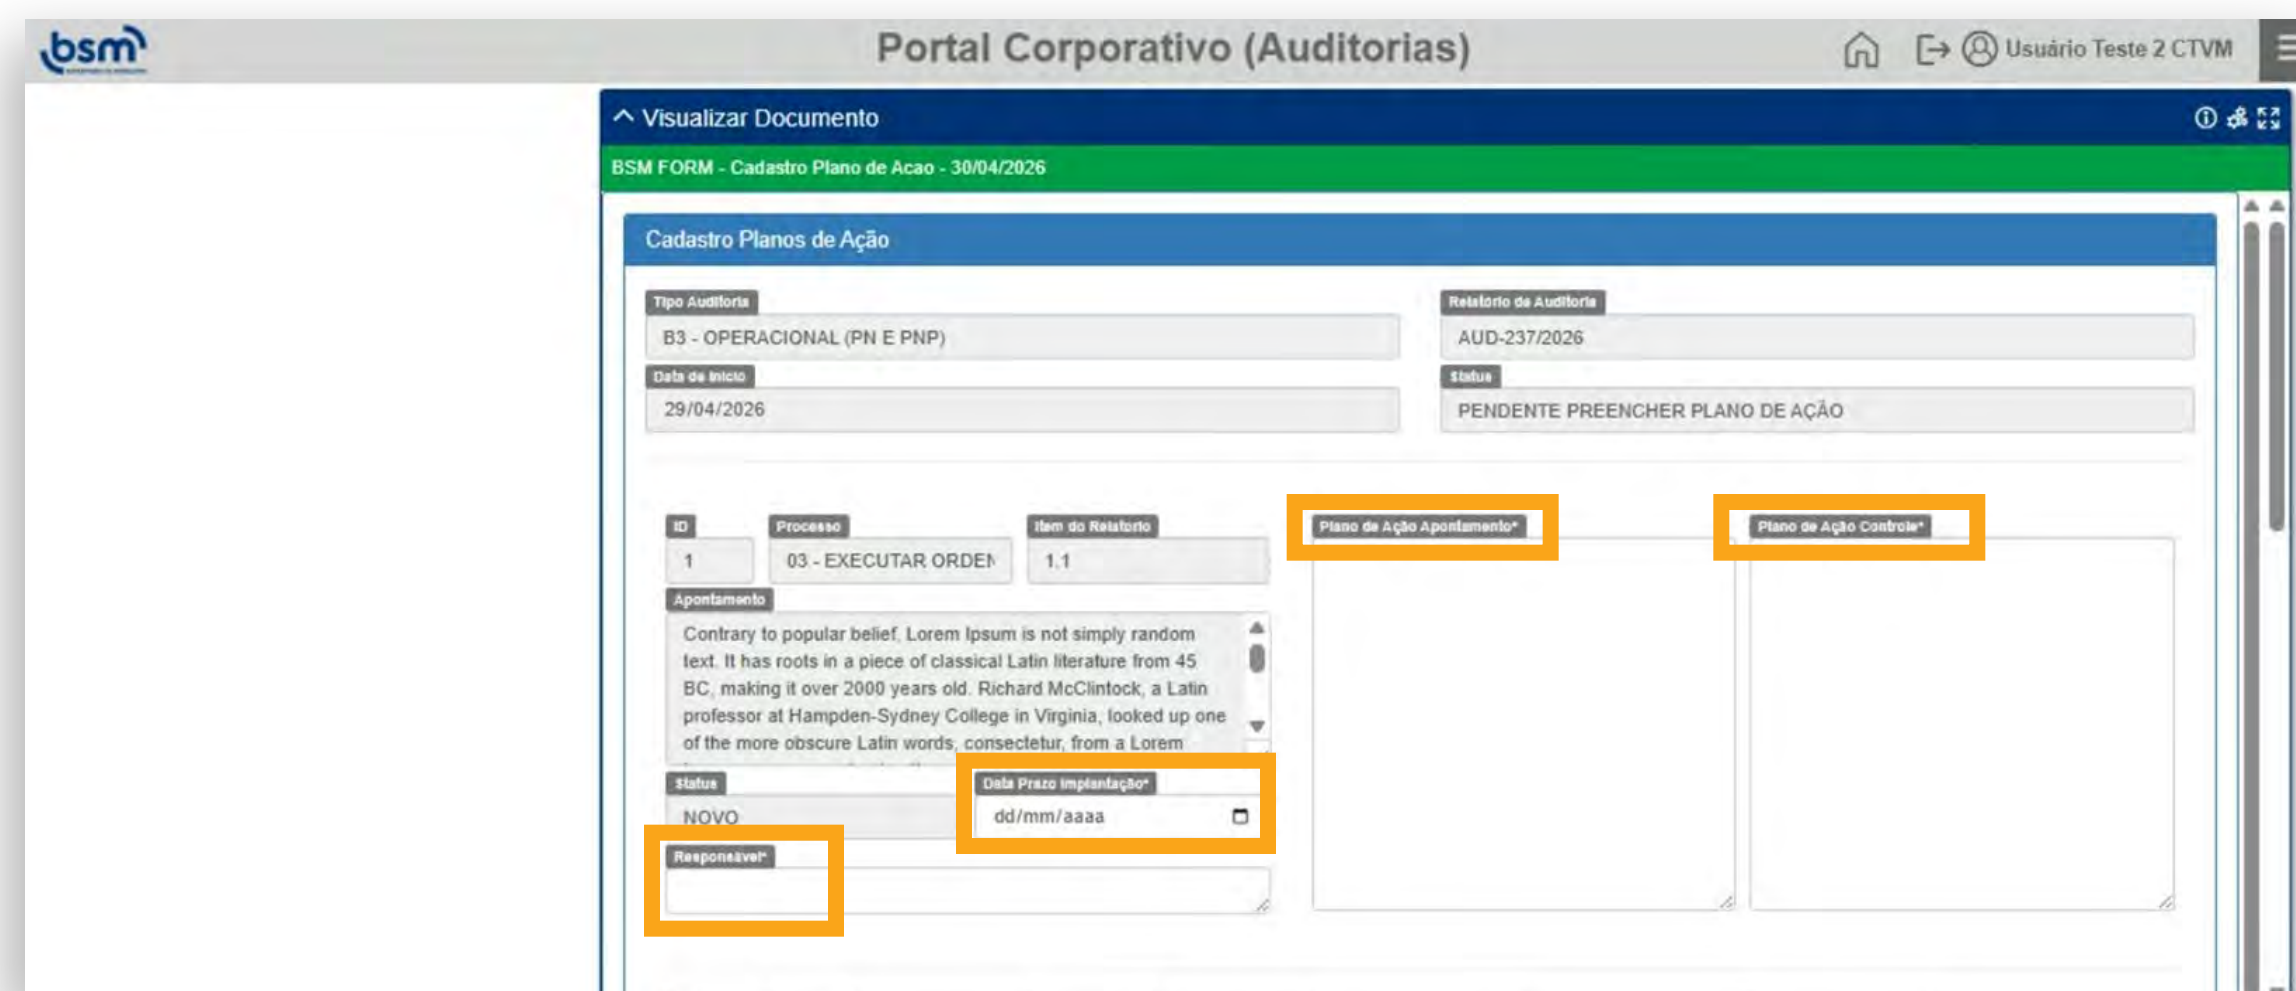 bsm
Portal Corporativo (Auditorias)
Usuário Teste 2 CTVM
Visualizar Documento
BSM FORM - Cadastro Plano de Acao - 30/04/2026
Cadastro Planos de Ação
Tipo Auditoria
Relatório de Auditoria
B3 - OPERACIONAL (PN E PNP)
AUD-237/2026
Data de Início
Status
29/04/2026
PENDENTE PREENCHER PLANO DE AÇÃO
ID
Processo
Item do Relatorio
Plano de Ação Apontamento*
Plano de Ação Controle*
1
03 - EXECUTAR ORDEN
1.1
Apontamento
Contrary to popular belief, Lorem Ipsum is not simply random
text. It has roots in a piece of classical Latin literature from 45
BC, making it over 2000 years old. Richard McClintock, a Latin
professor at Hampden-Sydney College in Virginia, looked up one
of the more obscure Latin words, consectetur, from a Lorem
Status
Data Prazo Implantação*
NOVO
dd/mm/aaaa
Responsável*